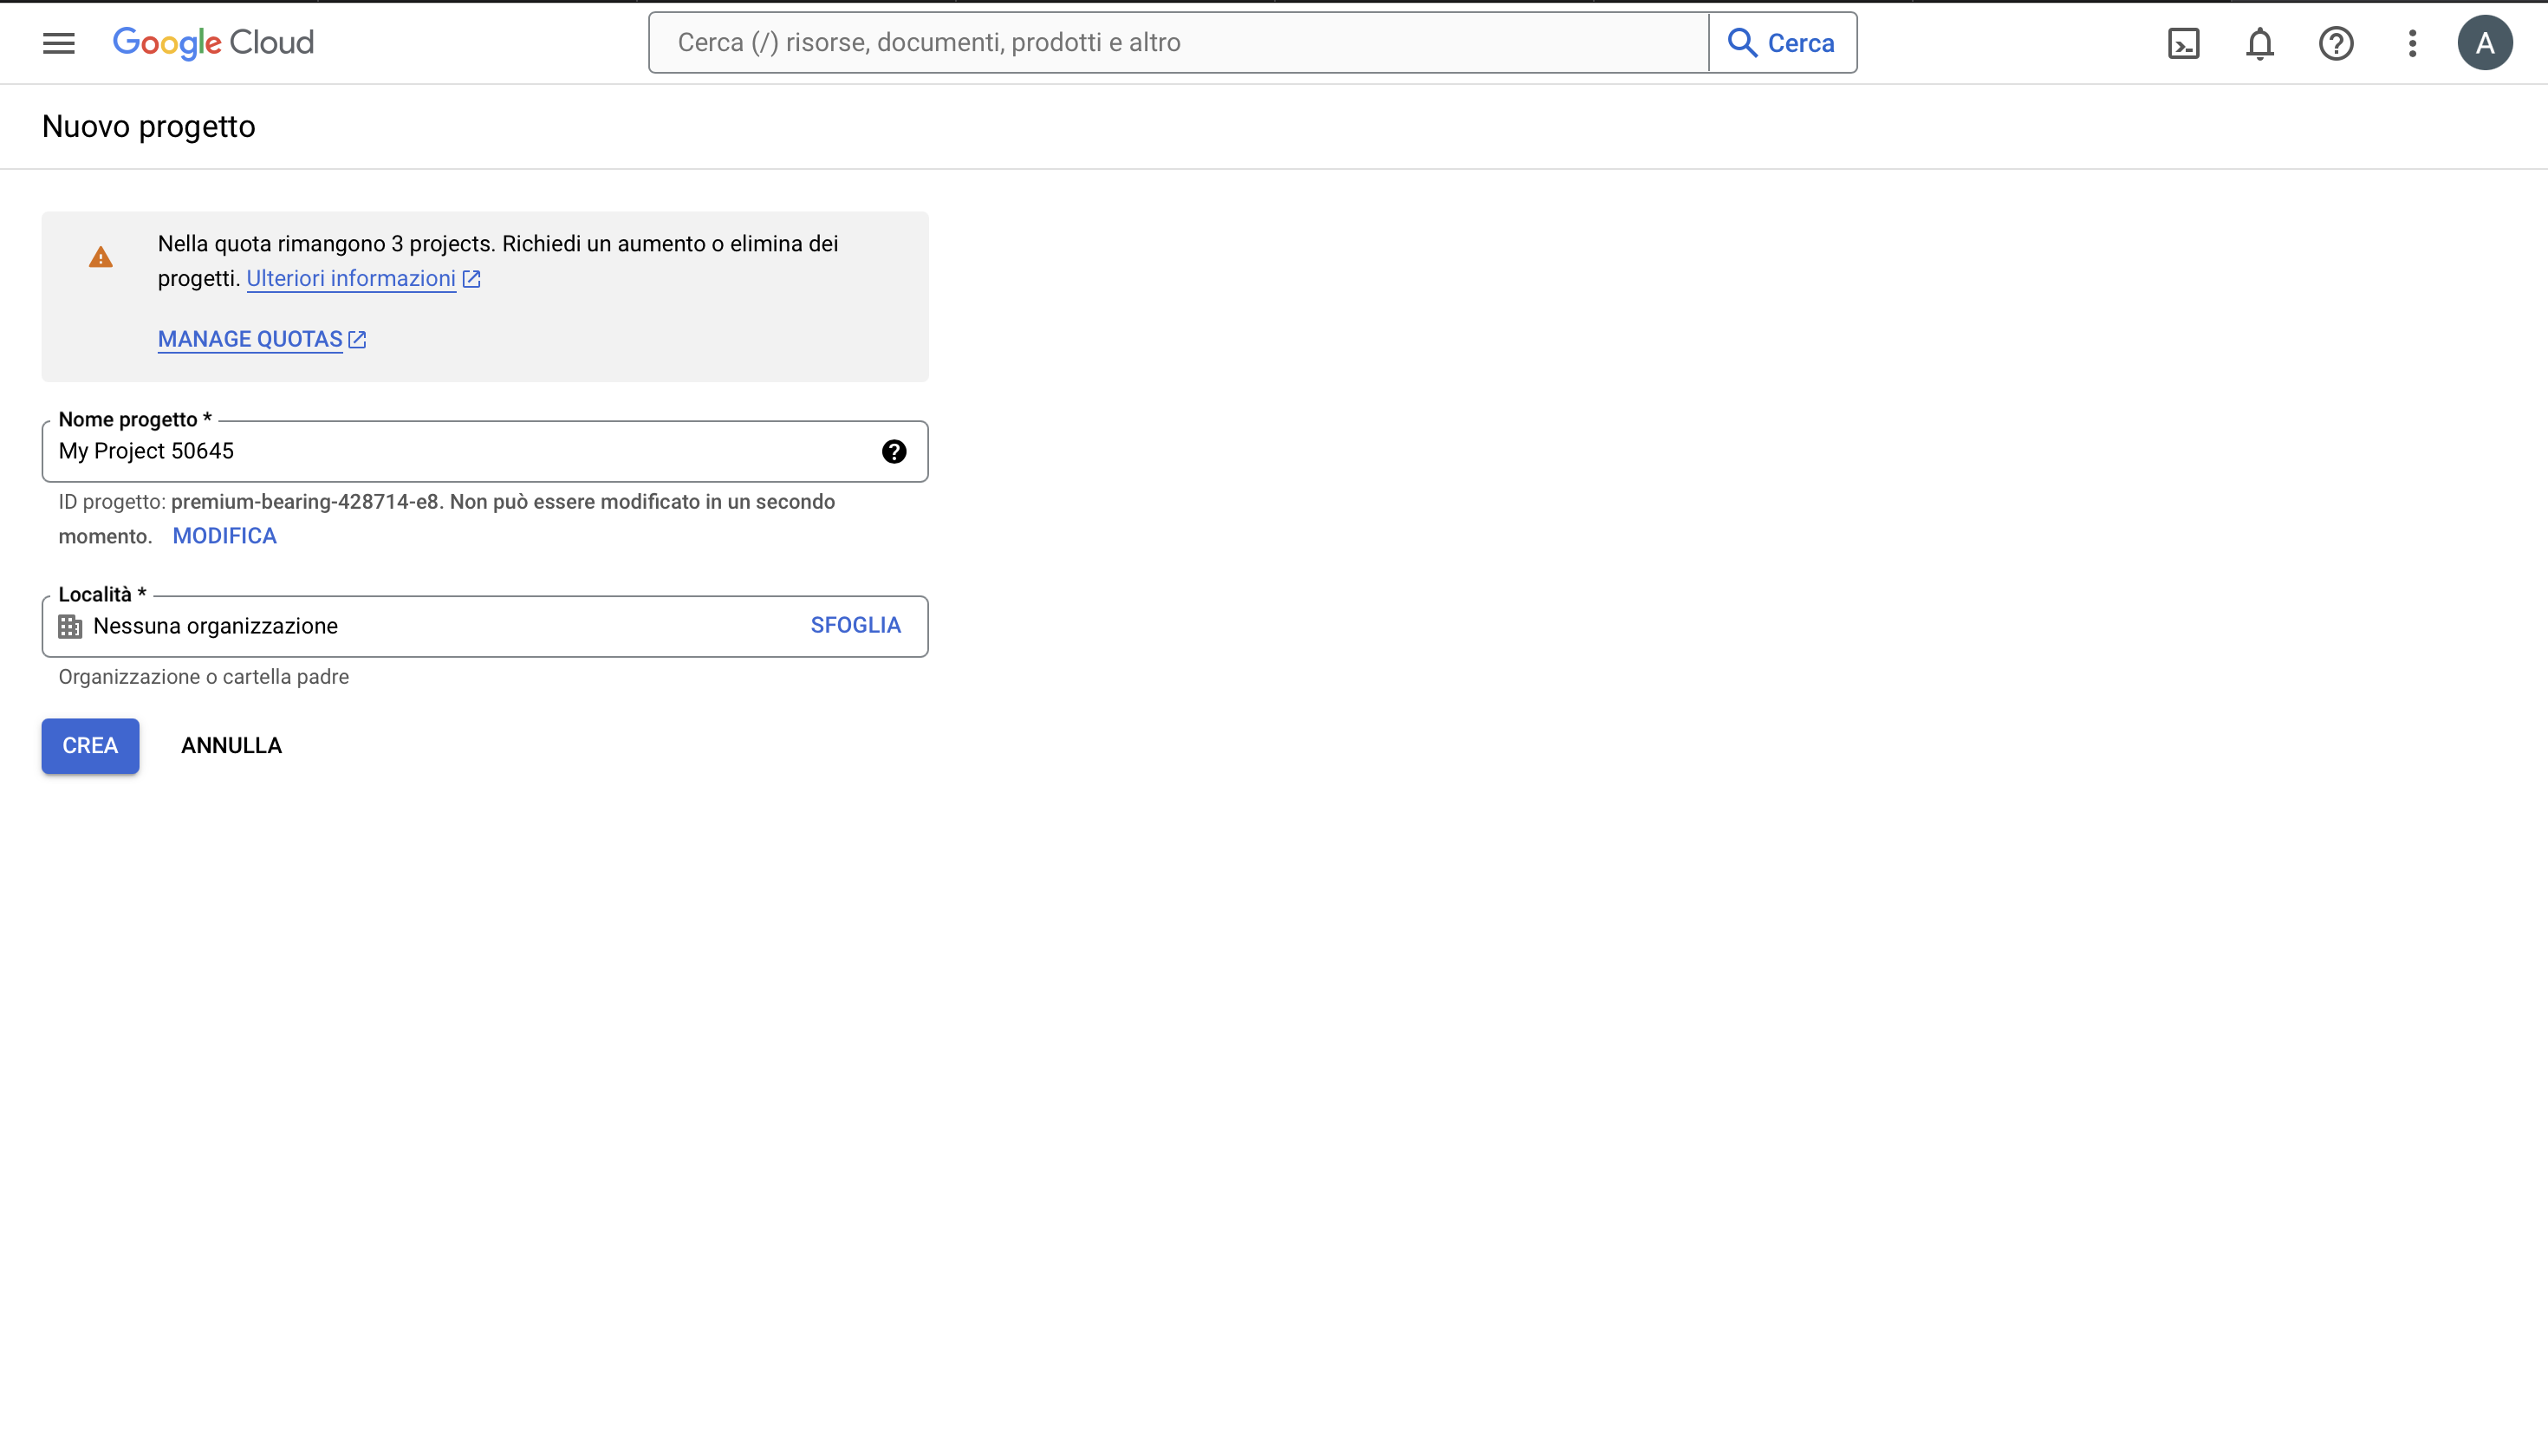 Google Cloud
Cerca (/) risorse, documenti, prodotti e altro
Cerca
A
Nuovo progetto
Nella quota rimangono 3 projects. Richiedi un aumento o elimina dei
progetti. Ulteriori informazioni
MANAGE QUOTAS
Nome progetto *
My Project 50645
ID progetto: premium-bearing-428714-e8. Non può essere modificato in un secondo
momento. MODIFICA
Località *
Nessuna organizzazione
SFOGLIA
Organizzazione o cartella padre
CREA
ANNULLA